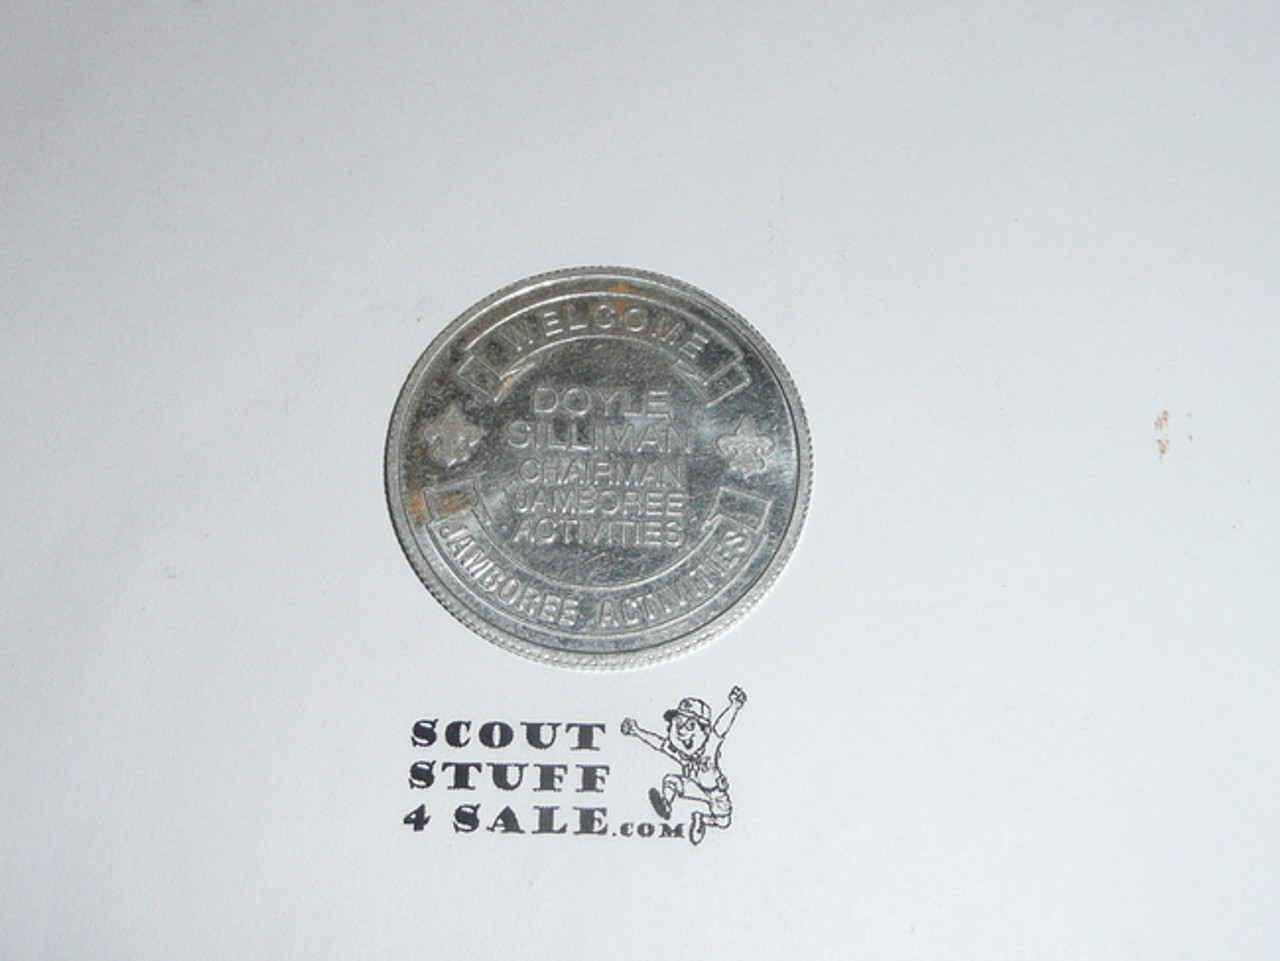 WELCOME
DOYLE
SILLIMAN
CHAIRMAN
JAMBOREE
ACTIVITIES
JAMBOREE ACTIVITIES
SCOUT
STUFF
4 SALE.COM